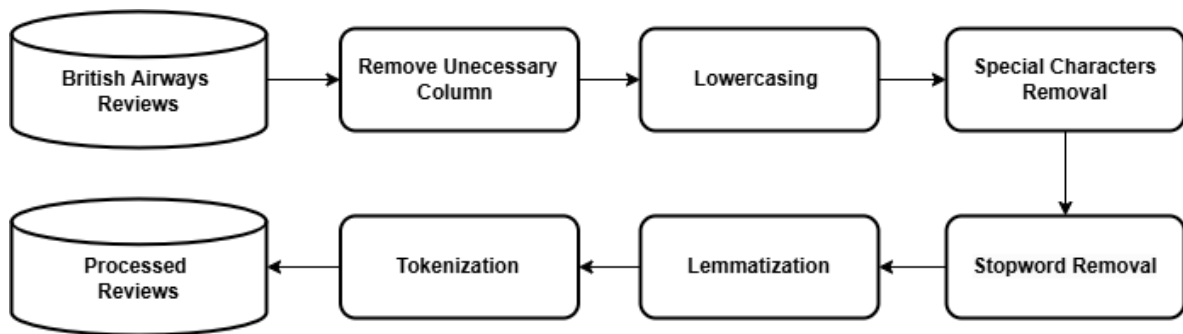 British Airways
Reviews
Remove Unecessary
Column
Lowercasing
Special Characters
Removal
Stopword Removal
Lemmatization
Tokenization
Processed
Reviews